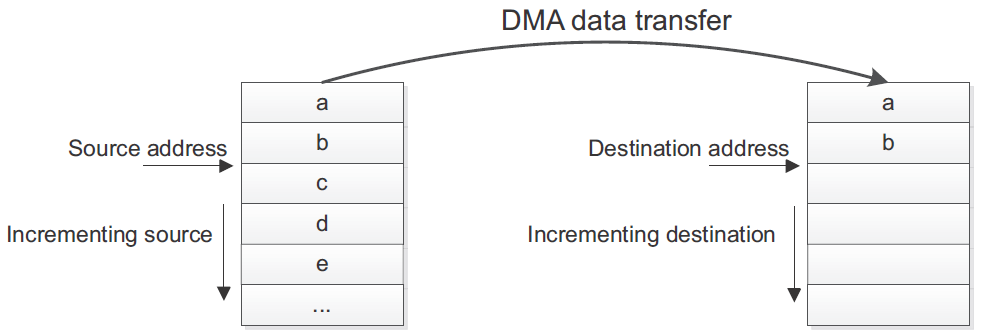 DMA data transfer
a
b
c
d
e
...
Source address
Incrementing source
a
b
Destination address
Incrementing destination